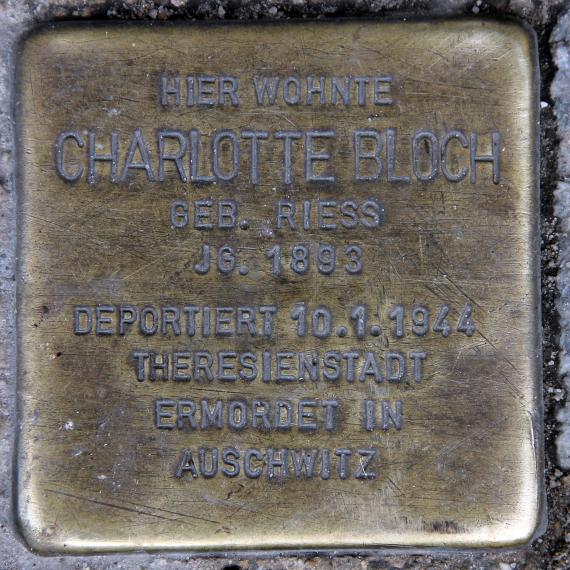 HIER WOHNTE
CHARLOTTE BLOCH
GEB. RIESS
JG. 1893
DEPORTIERT 10.1.1944
THERESIENSTADT
ERMORDET IN
AUSCHWITZ